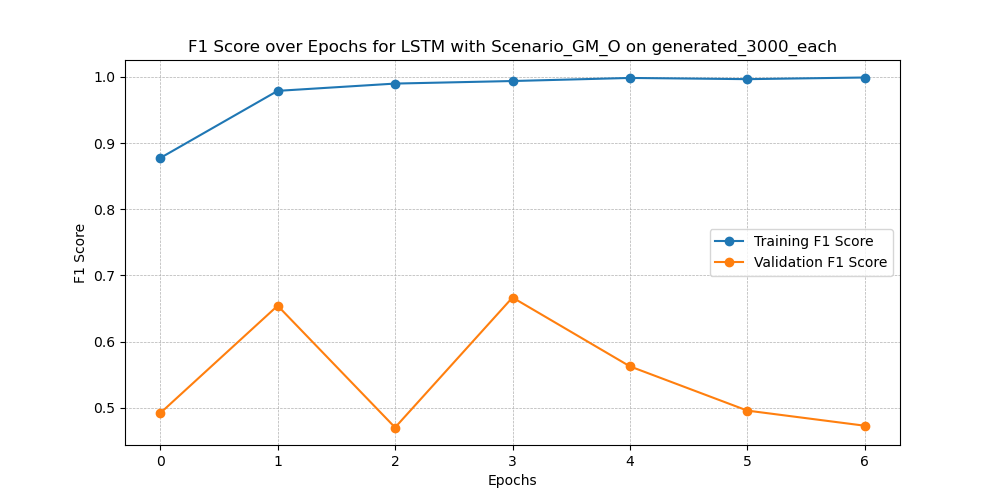 F1 Score over Epochs for LSTM with Scenario_GM_O on generated_3000_each
1.0
0.9
0.8
0.7
0.6
0.5
F1 Score
Training F1 Score
Validation F1 Score
0 1 2 3 4 5 6
Epochs